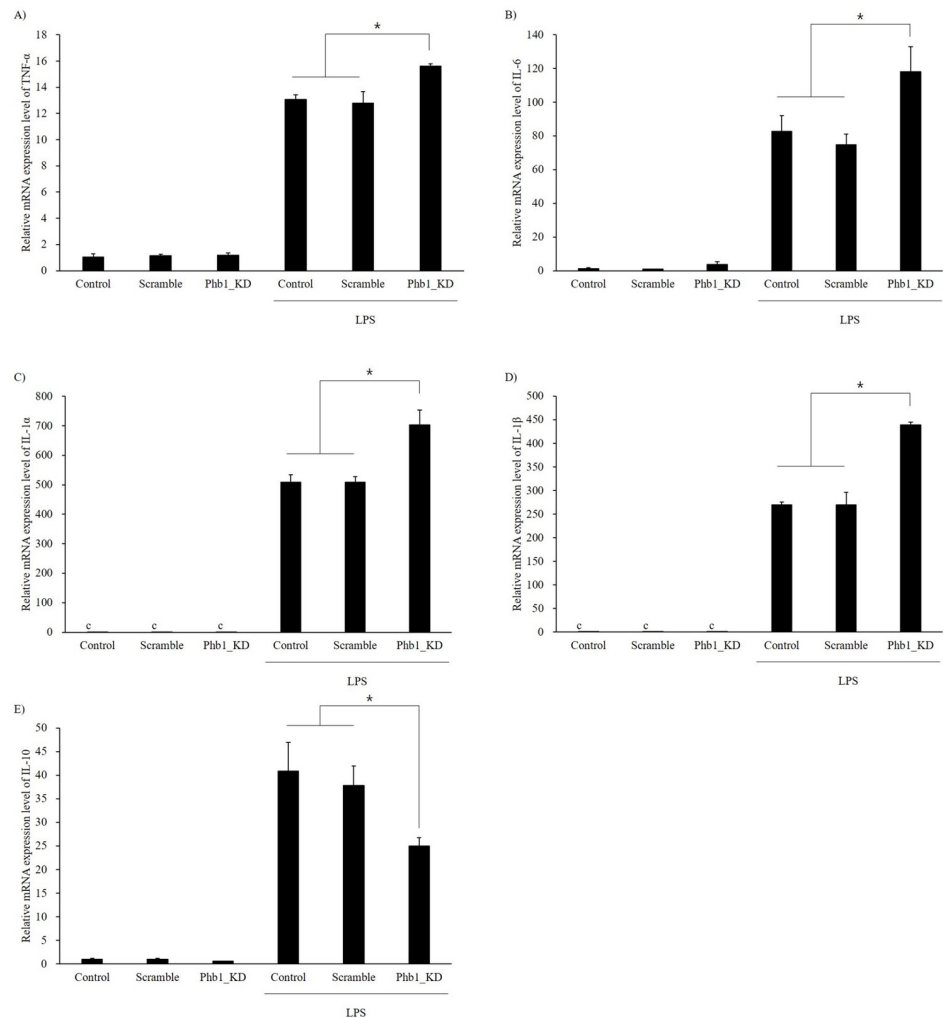 A)
Relative mRNA expression level of TNF-α
18
16
14
12
10
8
6
4
2
0
*
Control Scramble Phb1_KD Control Scramble Phb1_KD
LPS
B)
Relative mRNA expression level of IL-6
140
120
100
80
60
40
20
0
*
Control Scramble Phb1_KD Control Scramble Phb1_KD
LPS
C)
Relative mRNA expression level of IL-1α
800
700
600
500
400
300
200
100
0
*
c c c
Control Scramble Phb1_KD Control Scramble Phb1_KD
LPS
D)
Relative mRNA expression level of IL-1β
500
450
400
350
300
250
200
150
100
50
0
*
c c c
Control Scramble Phb1_KD Control Scramble Phb1_KD
LPS
E)
Relative mRNA expression level of IL-10
50
45
40
35
30
25
20
15
10
5
0
*
Control Scramble Phb1_KD Control Scramble Phb1_KD
LPS